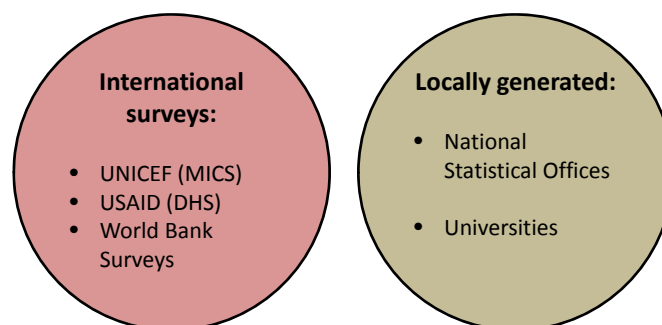 International
surveys:
• UNICEF (MICS)
• USAID (DHS)
• World Bank
Surveys
Locally generated:
• National
Statistical Offices
• Universities